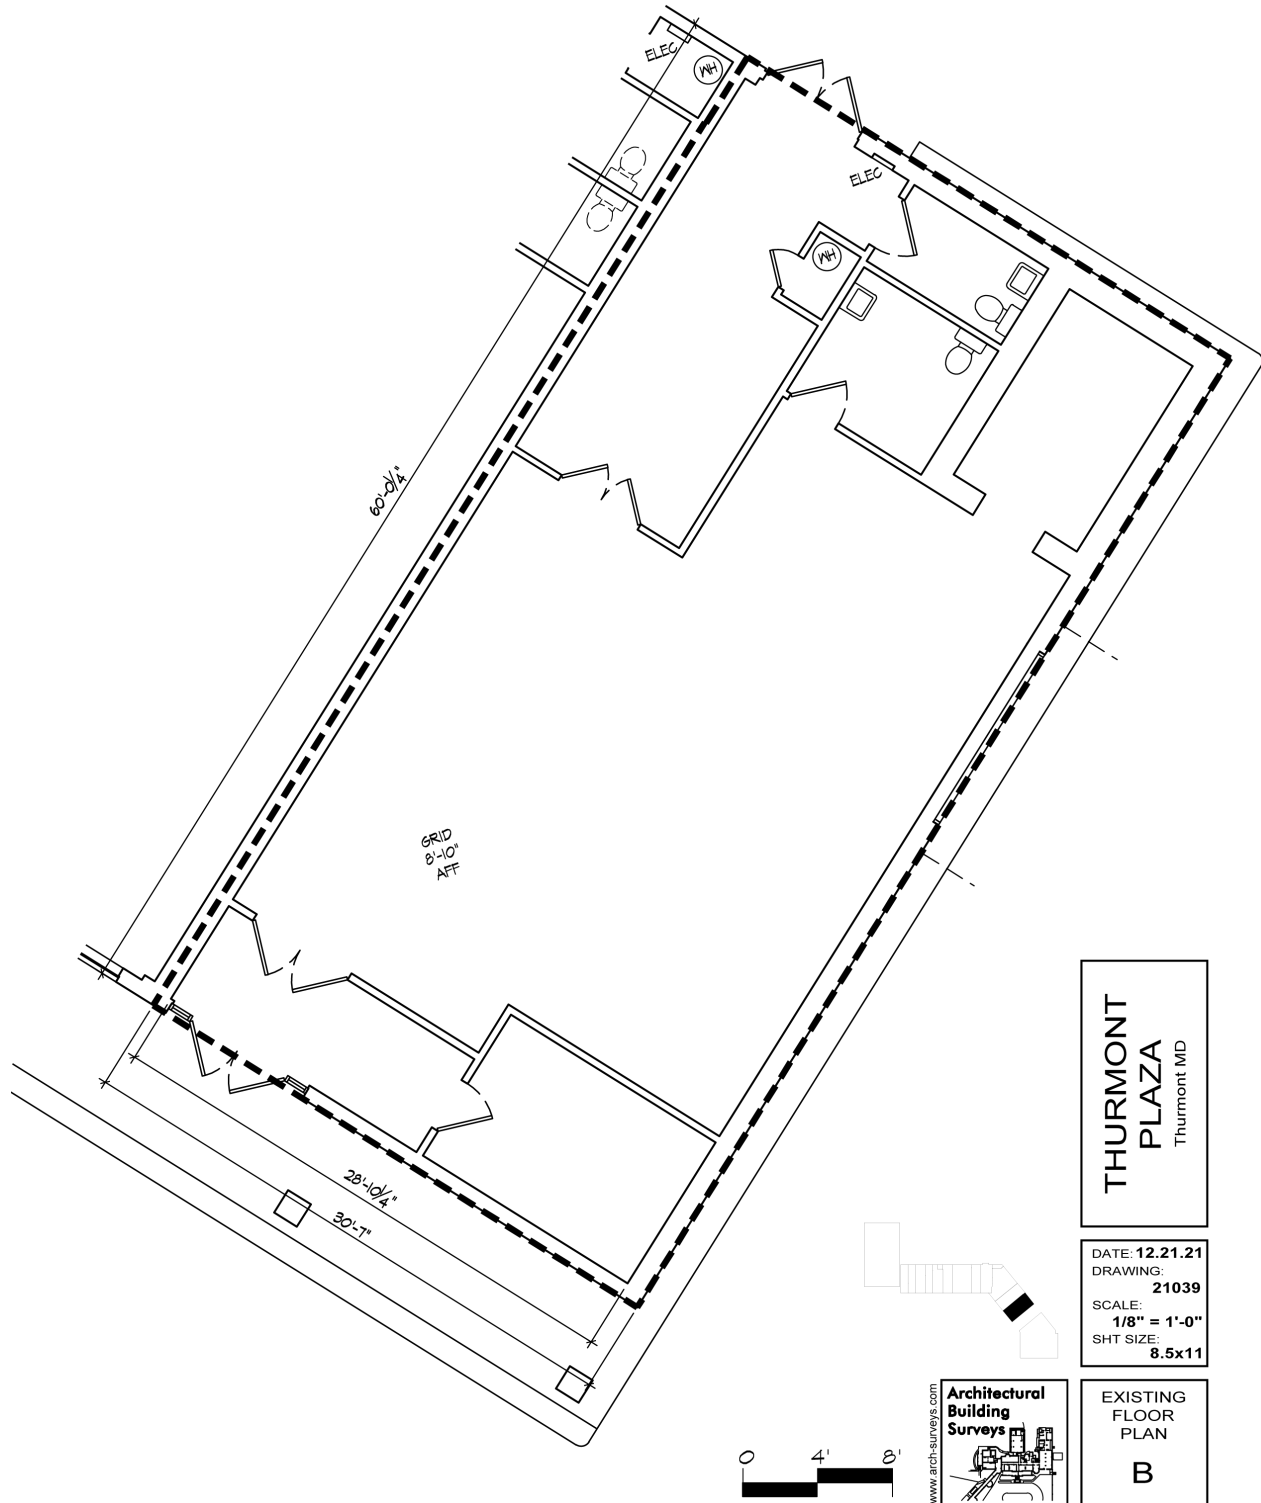 ELEC
HM
ELEC
HM
60'-0 1/4"
GRID
8'-10"
AFF
28'-10 1/4"
30'-7"
THURMONT
PLAZA
Thurmont MD
DATE: 12.21.21
DRAWING:
21039
SCALE:
1/8" = 1'-0"
SHT SIZE:
8.5x11
www.arch-surveys.com
Architectural
Building
Surveys
EXISTING
FLOOR
PLAN
B
0 4' 8'